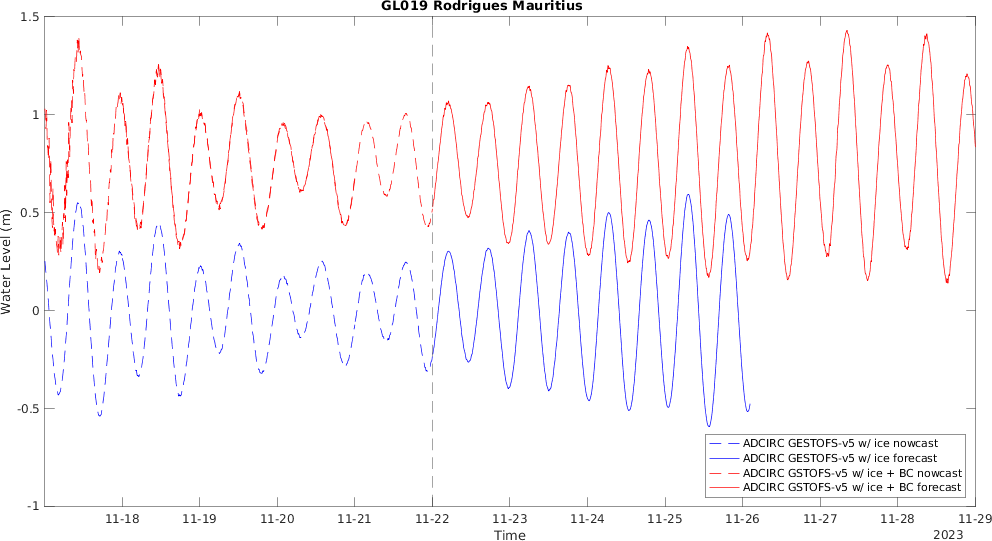 GL019 Rodrigues Mauritius
1.5
1
0.5
0
-0.5
-1
Water Level (m)
ADCIRC GESTOFS-v5 w/ ice nowcast
ADCIRC GESTOFS-v5 w/ ice forecast
ADCIRC GSTOFS-v5 w/ ice + BC nowcast
ADCIRC GSTOFS-v5 w/ ice + BC forecast
11-18 11-19 11-20 11-21 11-22 11-23 11-24 11-25 11-26 11-27 11-28 11-29
Time
2023